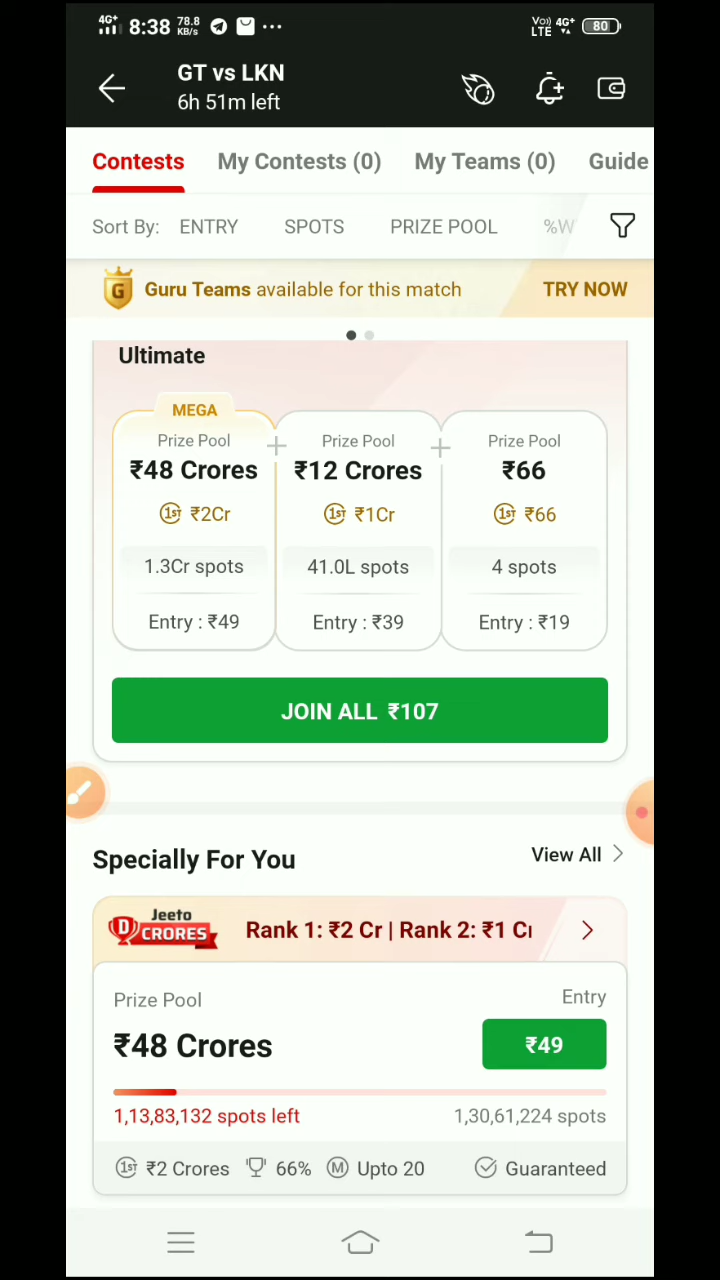 4G+ 8:38 78.8 KB/s ... Vo) LTE 4G+ 80
GT vs LKN
6h 51m left
Contests My Contests (0) My Teams (0) Guide
Sort By: ENTRY SPOTS PRIZE POOL %W
G Guru Teams available for this match TRY NOW
Ultimate
MEGA
Prize Pool Prize Pool Prize Pool
₹48 Crores + ₹12 Crores + ₹66
1ST ₹2Cr 1ST ₹1Cr 1ST ₹66
1.3Cr spots 41.0L spots 4 spots
Entry : ₹49 Entry : ₹39 Entry : ₹19
JOIN ALL ₹107
Specially For You View All
D Jeeto CRORES Rank 1: ₹2 Cr | Rank 2: ₹1 Cr
Prize Pool Entry
₹48 Crores ₹49
1,13,83,132 spots left 1,30,61,224 spots
1ST ₹2 Crores 66% M Upto 20 Guaranteed